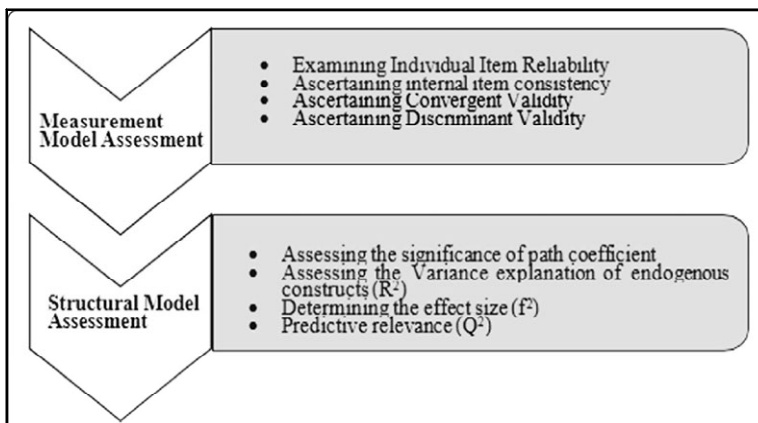 Measurement
Model Assessment
• Examining Individual Item Reliability
• Ascertaining internal item consistency
• Ascertaining Convergent Validity
• Ascertaining Discriminant Validity
Structural Model
Assessment
• Assessing the significance of path coefficient
• Assessing the Variance explanation of endogenous
constructs (R²)
• Determining the effect size (f²)
• Predictive relevance (Q²)